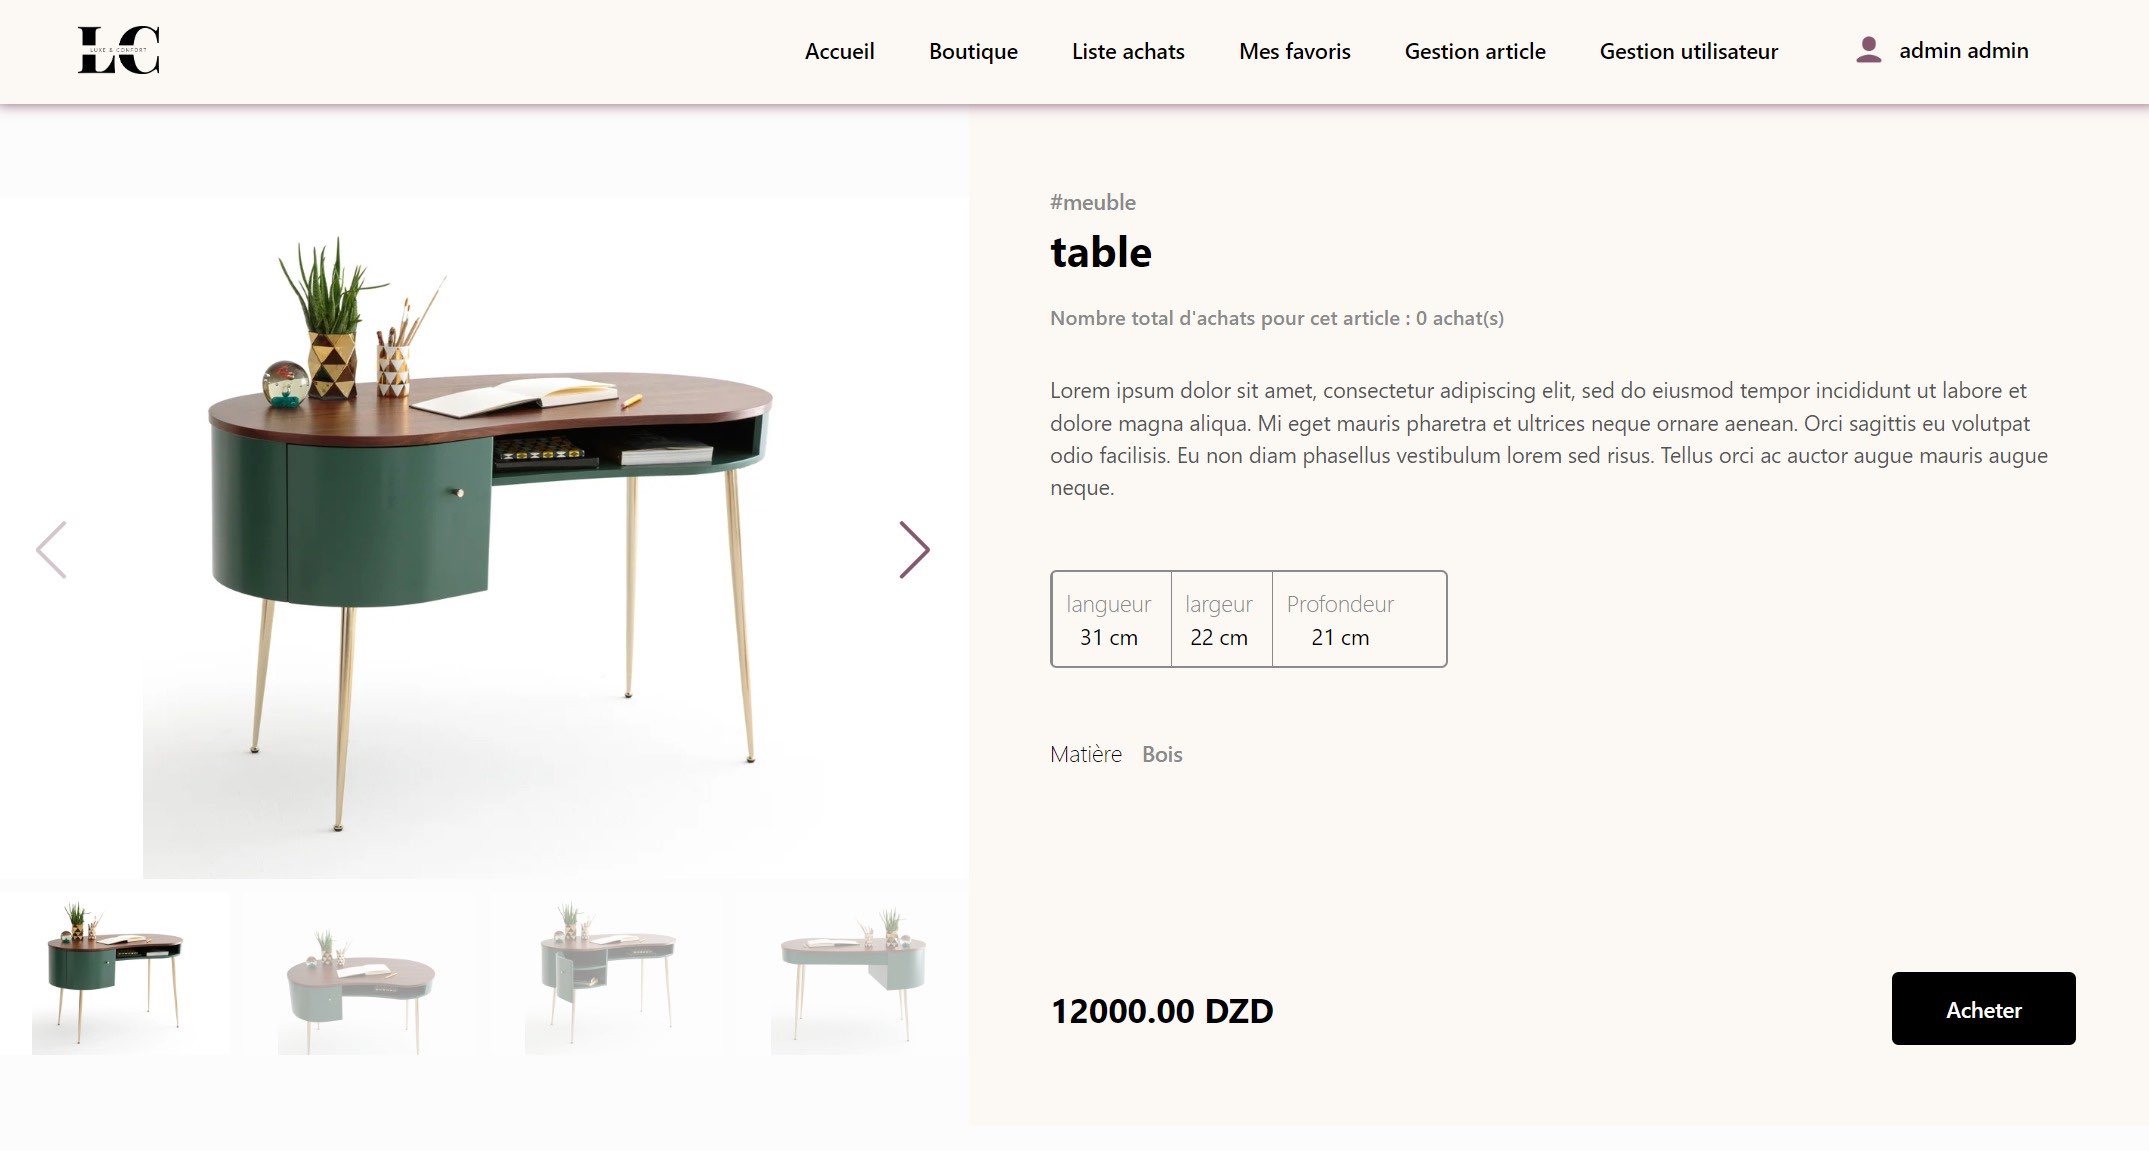 LC
LUXE & CONFORT
Accueil Boutique Liste achats Mes favoris Gestion article Gestion utilisateur admin admin
#meuble
table
Nombre total d'achats pour cet article : 0 achat(s)
Lorem ipsum dolor sit amet, consectetur adipiscing elit, sed do eiusmod tempor incididunt ut labore et
dolore magna aliqua. Mi eget mauris pharetra et ultrices neque ornare aenean. Orci sagittis eu volutpat
odio facilisis. Eu non diam phasellus vestibulum lorem sed risus. Tellus orci ac auctor augue mauris augue
neque.
langueur largeur Profondeur
31 cm 22 cm 21 cm
Matière Bois
12000.00 DZD
Acheter